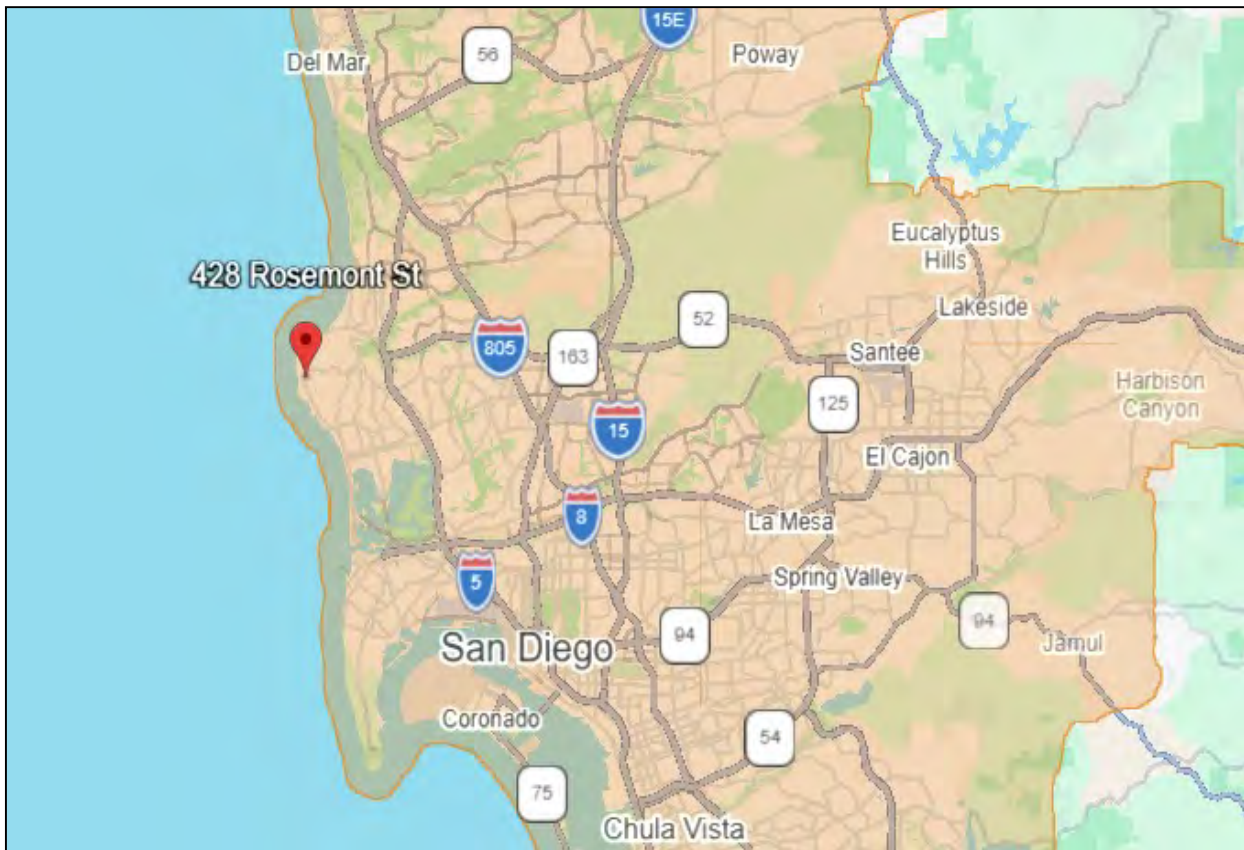 15E
56
Poway
Del Mar
Eucalyptus
Hills
428 Rosemont St
Lakeside
52
805
163
Santee
Harbison
Canyon
125
15
El Cajon
8
La Mesa
5
Spring Valley
94
94
San Diego
Jamul
Coronado
54
75
Chula Vista